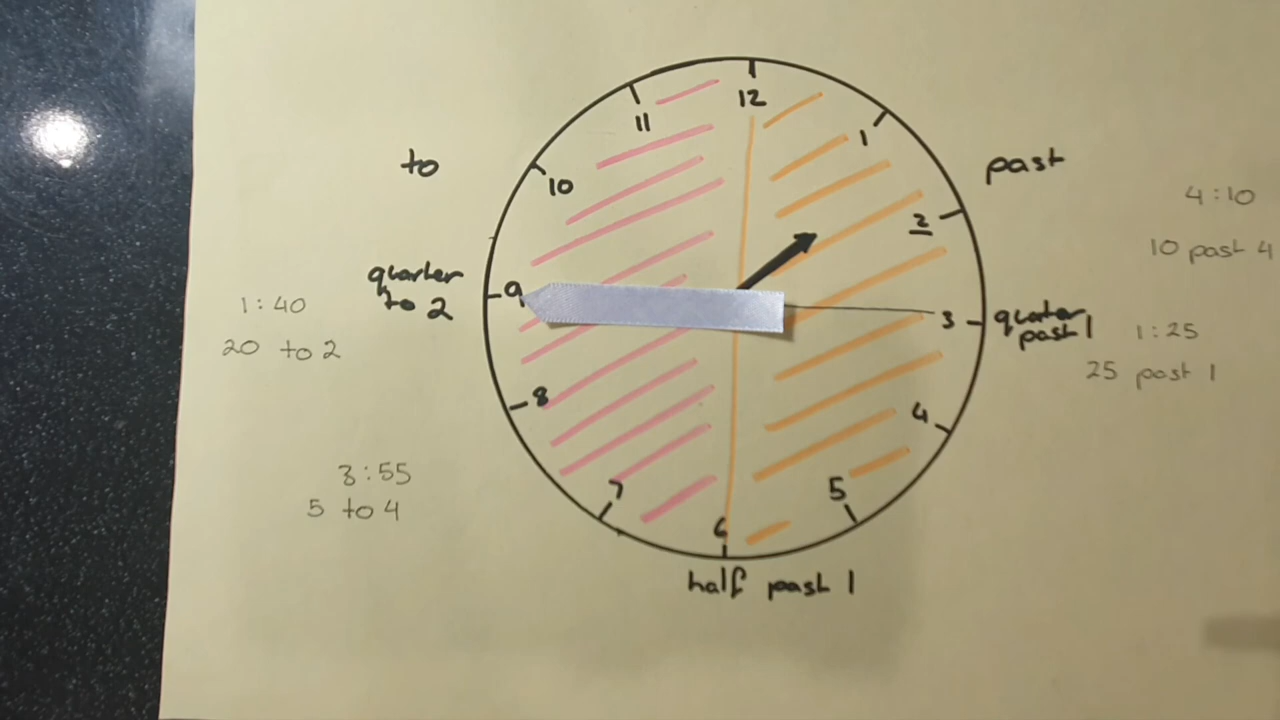 12
11
1
to
past
10
2
4:10
10 past 4
quarter
to 2
9
3
quarter
past 1
1:40
20 to 2
1:25
25 past 1
8
4
3:55
5 to 4
7
5
6
half past 1